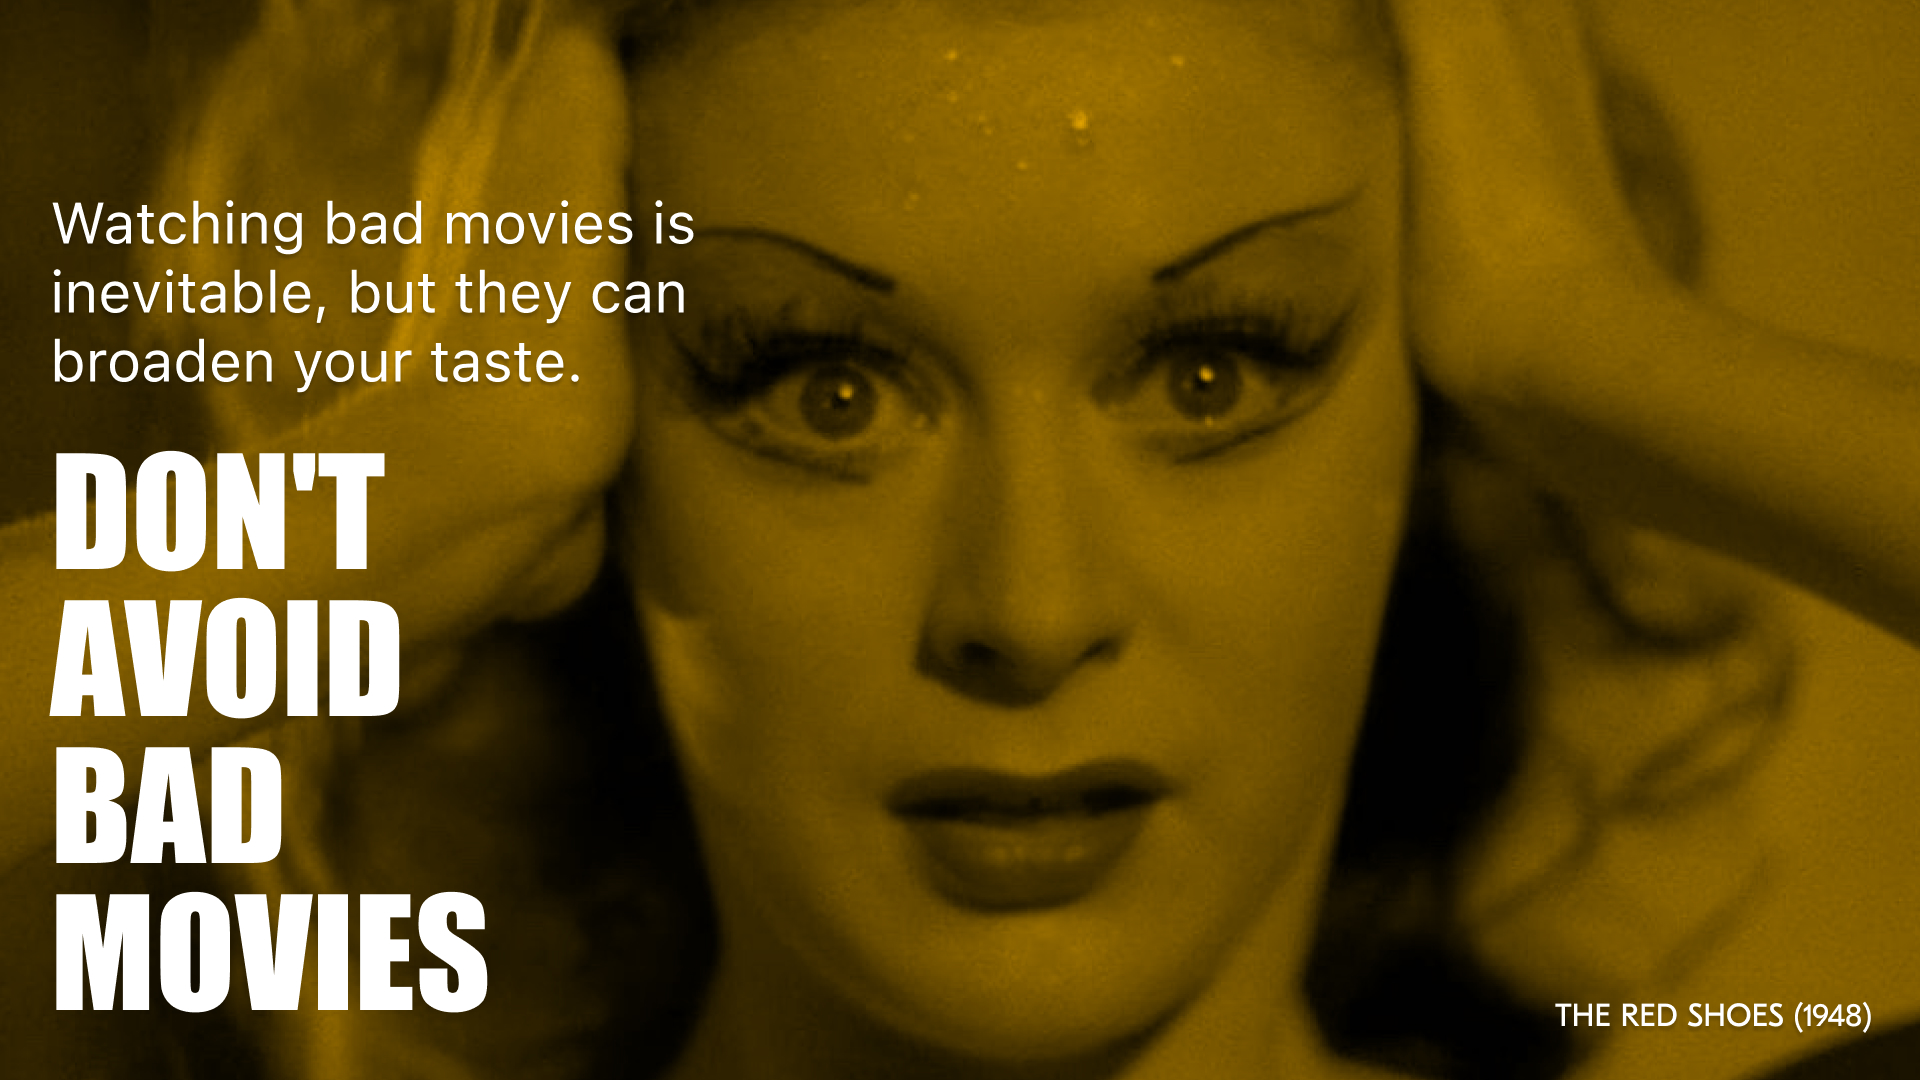 Watching bad movies is
inevitable, but they can
broaden your taste.
DON'T
AVOID
BAD
MOVIES
THE RED SHOES (1948)